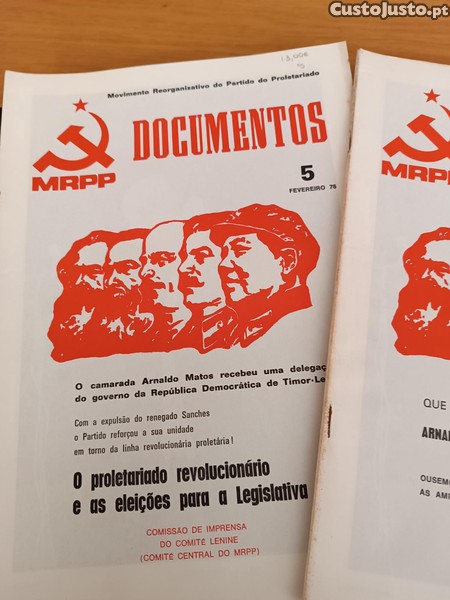 CustoJusto.pt
13,00€
Movimento Reorganizativo do Partido do Proletariado
DOCUMENTOS
MRPP
5
FEVEREIRO 76
O camarada Arnaldo Matos recebeu uma delegaç
do governo da República Democrática de Timor-Le
Com a expulsão do renegado Sanches
o Partido reforçou a sua unidade
em torno da linha revolucionária proletária!
O proletariado revolucionário
e as eleições para a Legislativa
COMISSÃO DE IMPRENSA
DO COMITÉ LENINE
(COMITÉ CENTRAL DO MRPP)
MRPP
QUE
ARNA
OUSEM
AS AM